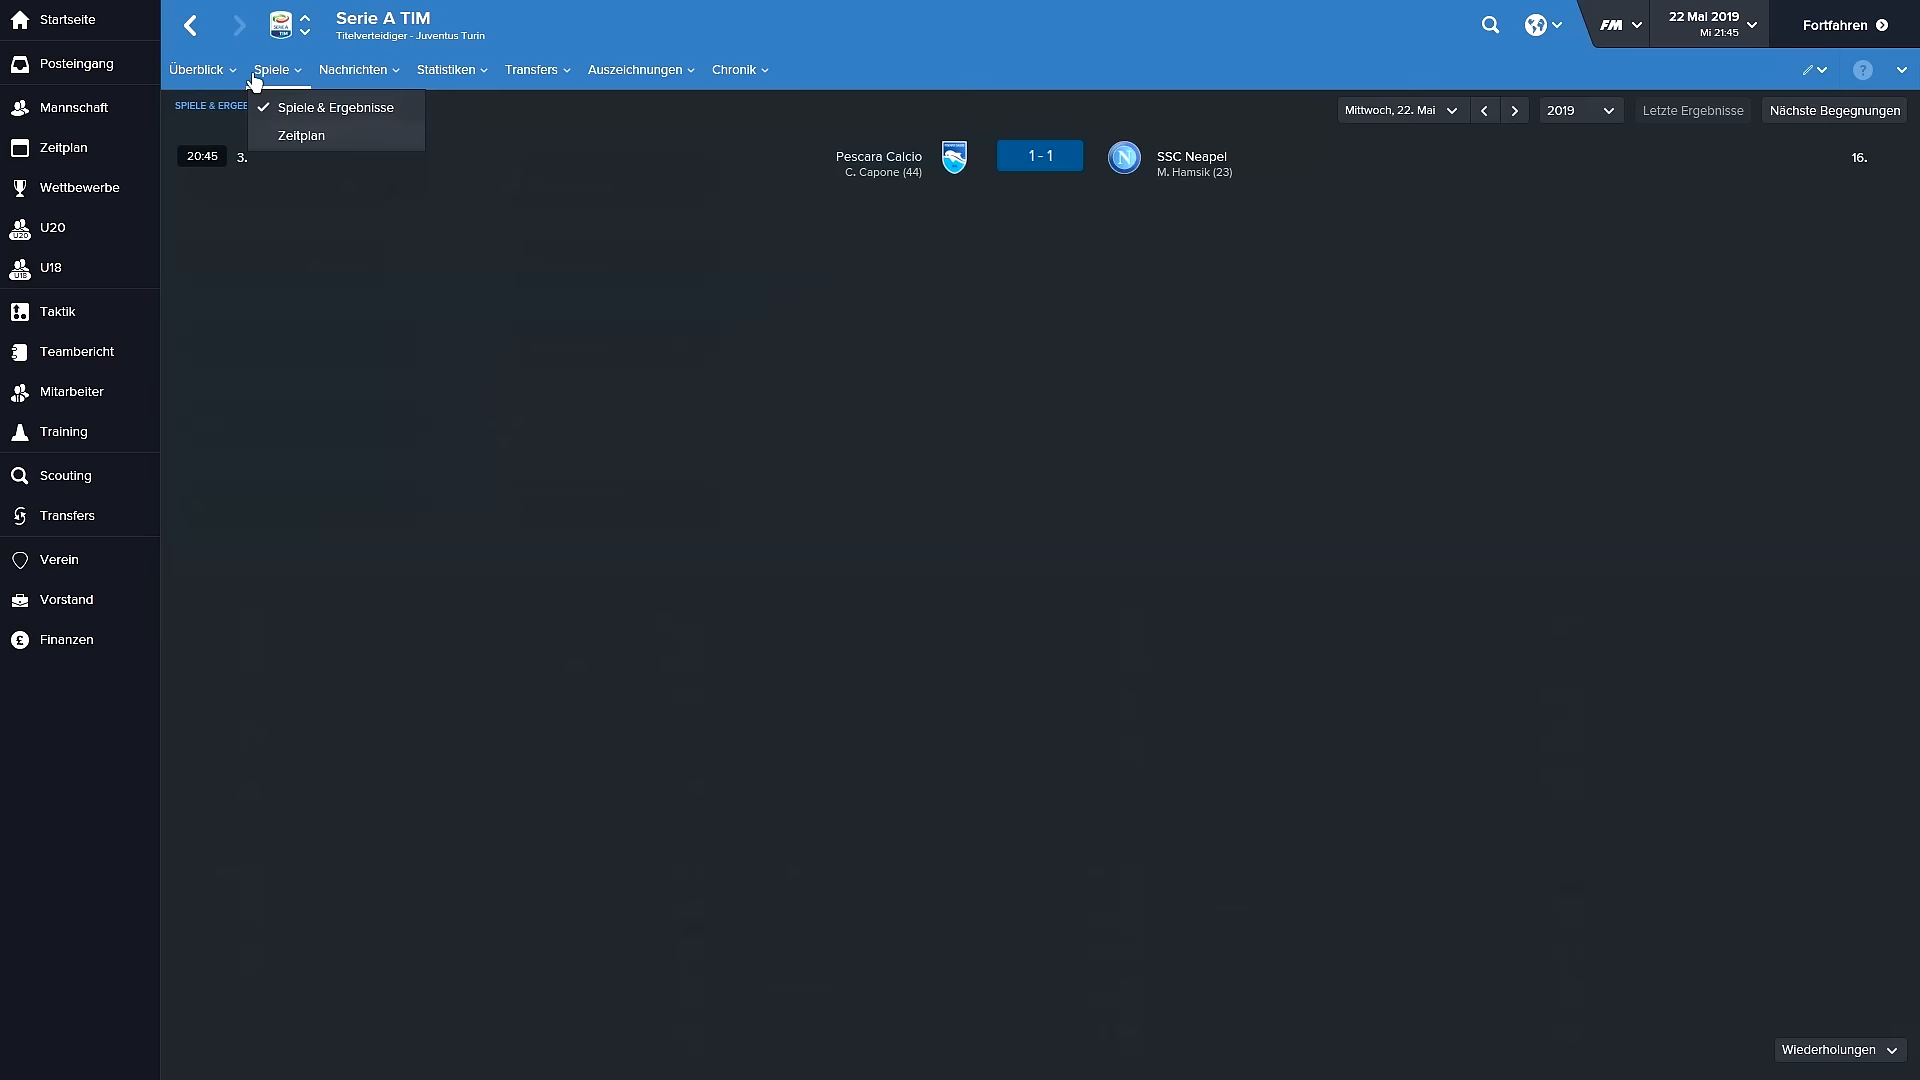 Startseite
Posteingang
Mannschaft
Zeitplan
Wettbewerbe
U20
U18
Taktik
Teambericht
Mitarbeiter
Training
Scouting
Transfers
Verein
Vorstand
Finanzen
Serie A TIM
Titelverteidiger - Juventus Turin
FM
22 Mai 2019
Mi 21:45
Fortfahren
Überblick Spiele Nachrichten Statistiken Transfers Auszeichnungen Chronik
SPIELE & ERGEB
Spiele & Ergebnisse
Zeitplan
Mittwoch, 22. Mai 2019 Letzte Ergebnisse Nächste Begegnungen
20:45 3. Pescara Calcio 1 - 1 SSC Neapel 16.
C. Capone (44) M. Hamsik (23)
Wiederholungen